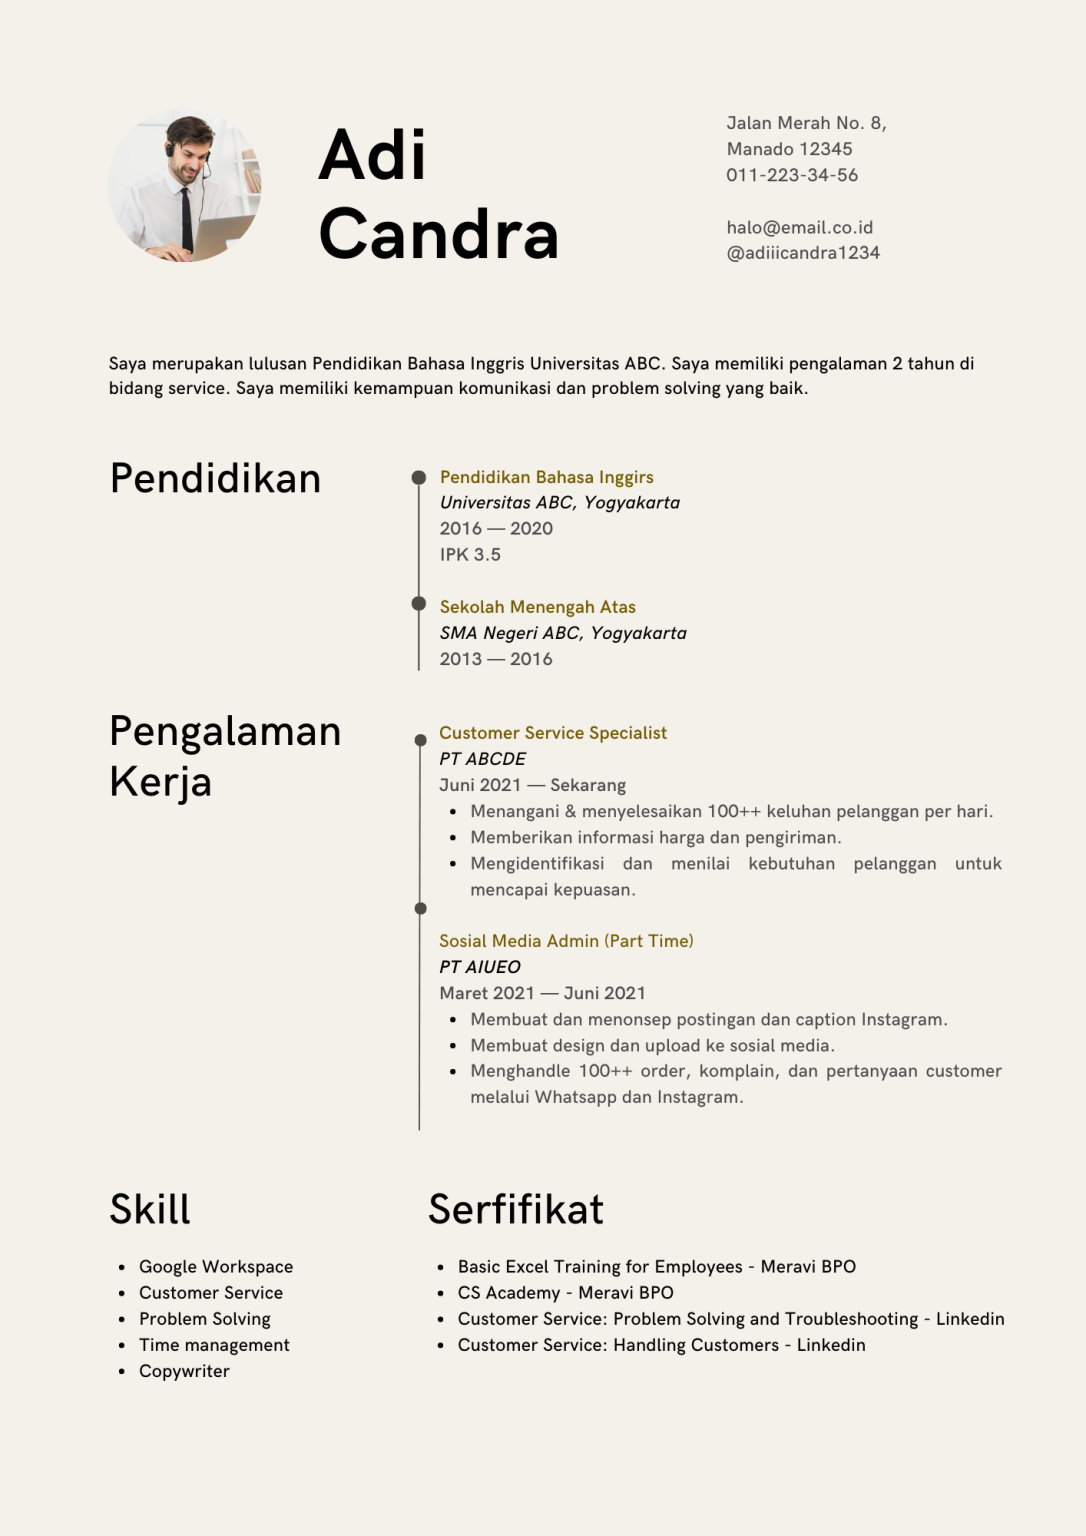 Adi
Candra
Jalan Merah No. 8,
Manado 12345
011-223-34-56
halo@email.co.id
@adiiicandra1234
Saya merupakan lulusan Pendidikan Bahasa Inggris Universitas ABC. Saya memiliki pengalaman 2 tahun di
bidang service. Saya memiliki kemampuan komunikasi dan problem solving yang baik.
Pendidikan
Pendidikan Bahasa Inggirs
Universitas ABC, Yogyakarta
2016 — 2020
IPK 3.5
Sekolah Menengah Atas
SMA Negeri ABC, Yogyakarta
2013 — 2016
Pengalaman
Kerja
Customer Service Specialist
PT ABCDE
Juni 2021 — Sekarang
• Menangani & menyelesaikan 100++ keluhan pelanggan per hari.
• Memberikan informasi harga dan pengiriman.
• Mengidentifikasi dan menilai kebutuhan pelanggan untuk
mencapai kepuasan.
Sosial Media Admin (Part Time)
PT AIUEO
Maret 2021 — Juni 2021
• Membuat dan menonsep postingan dan caption Instagram.
• Membuat design dan upload ke sosial media.
• Menghandle 100++ order, komplain, dan pertanyaan customer
melalui Whatsapp dan Instagram.
Skill
• Google Workspace
• Customer Service
• Problem Solving
• Time management
• Copywriter
Serfifikat
• Basic Excel Training for Employees - Meravi BPO
• CS Academy - Meravi BPO
• Customer Service: Problem Solving and Troubleshooting - Linkedin
• Customer Service: Handling Customers - Linkedin